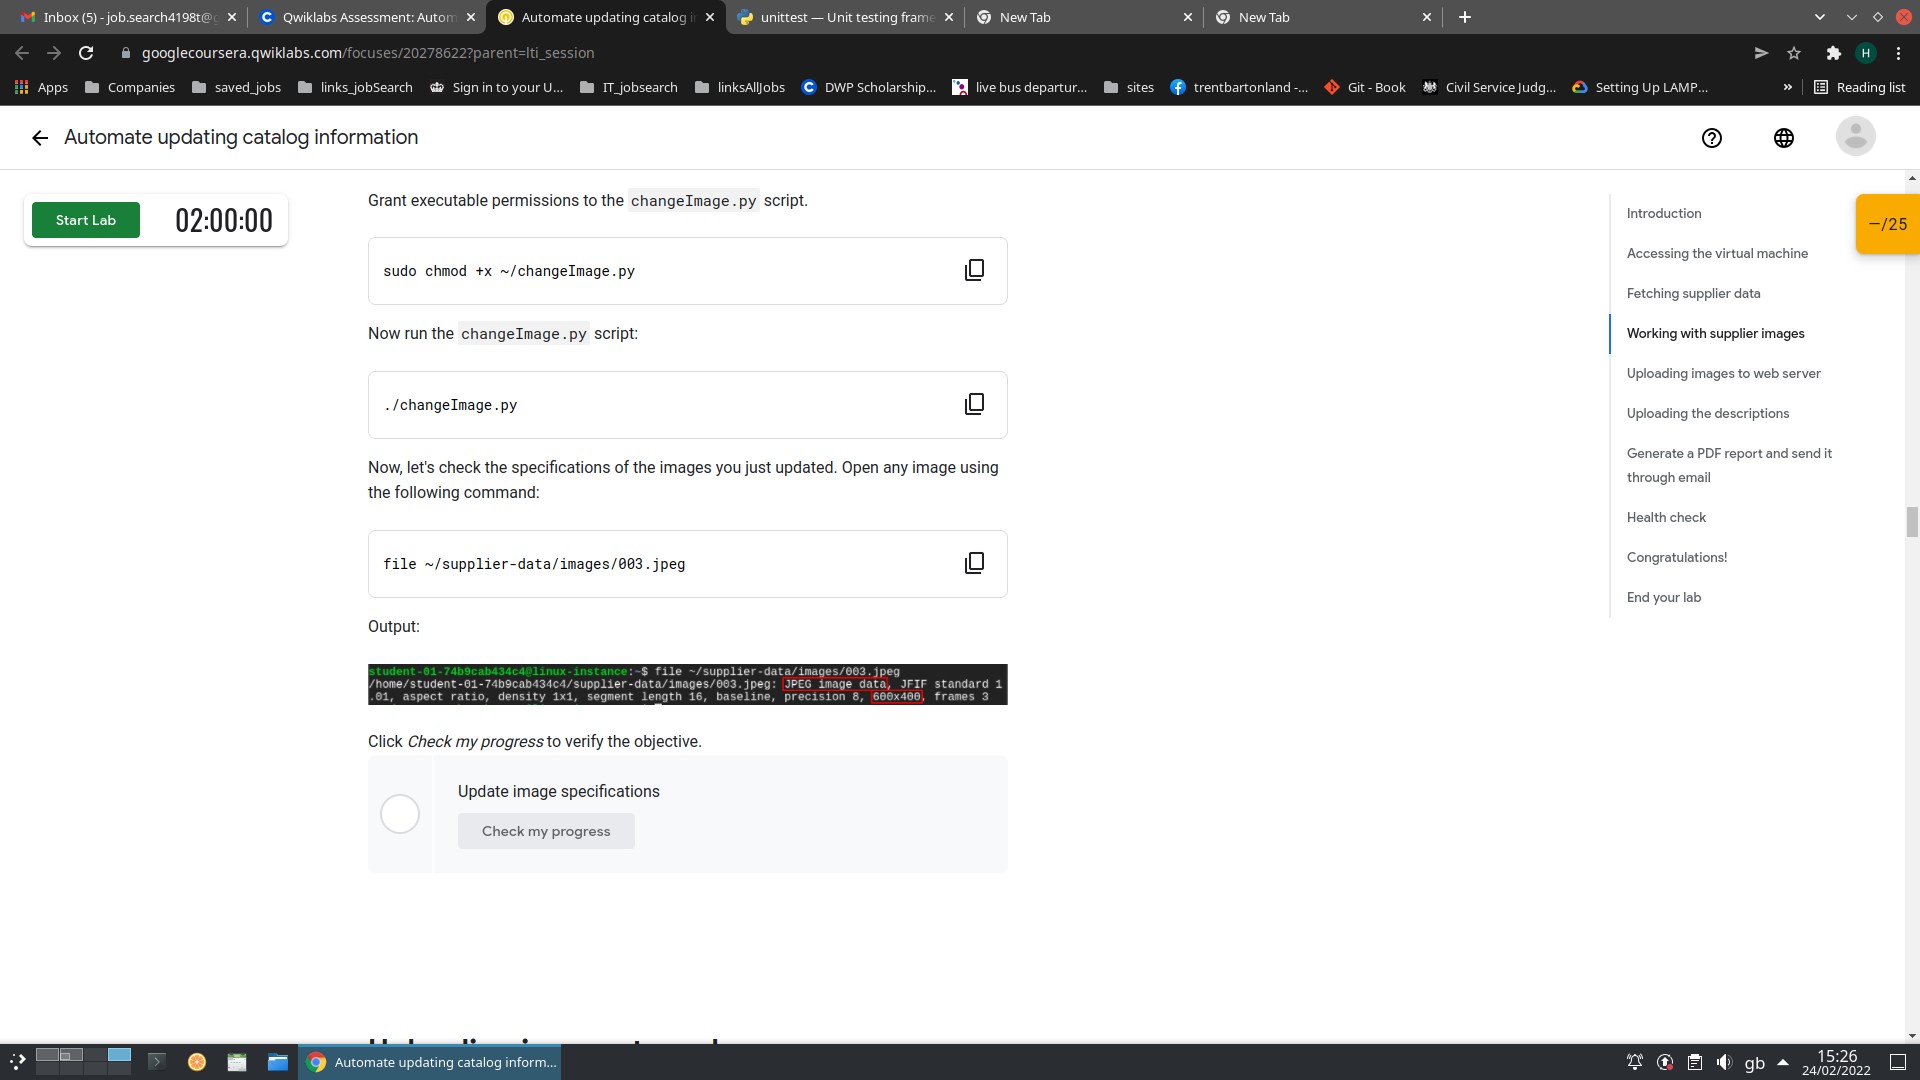 Inbox (5) - job.search4198t@g
Qwiklabs Assessment: Autom
Automate updating catalog i
unittest — Unit testing frame
New Tab
New Tab
googlecoursera.qwiklabs.com/focuses/20278622?parent=lti_session
H
Apps
Companies
saved_jobs
links_jobSearch
Sign in to your U...
IT_jobsearch
linksAllJobs
DWP Scholarship...
live bus departur...
sites
trentbartonland -...
Git - Book
Civil Service Judg...
Setting Up LAMP...
»
Reading list
Automate updating catalog information
Start Lab
02:00:00
Grant executable permissions to the changeImage.py script.
sudo chmod +x ~/changeImage.py
Now run the changeImage.py script:
./changeImage.py
Now, let's check the specifications of the images you just updated. Open any image using
the following command:
file ~/supplier-data/images/003.jpeg
Output:
student-01-74b9cab434c4@linux-instance:~$ file ~/supplier-data/images/003.jpeg
/home/student-01-74b9cab434c4/supplier-data/images/003.jpeg: JPEG image data, JFIF standard 1
.01, aspect ratio, density 1x1, segment length 16, baseline, precision 8, 600x400, frames 3
Click Check my progress to verify the objective.
Update image specifications
Check my progress
Introduction
Accessing the virtual machine
Fetching supplier data
Working with supplier images
Uploading images to web server
Uploading the descriptions
Generate a PDF report and send it
through email
Health check
Congratulations!
End your lab
—/25
Automate updating catalog inform...
gb
15:26
24/02/2022